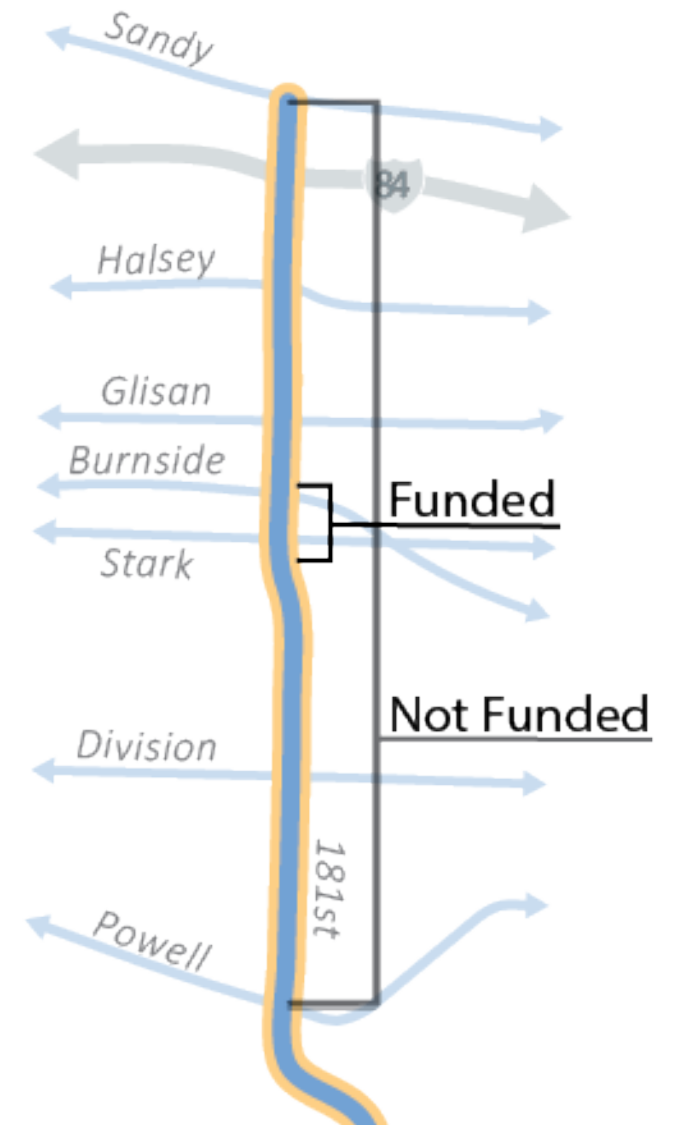 Sandy
84
Halsey
Glisan
Burnside
Funded
Stark
Not Funded
Division
181st
Powell